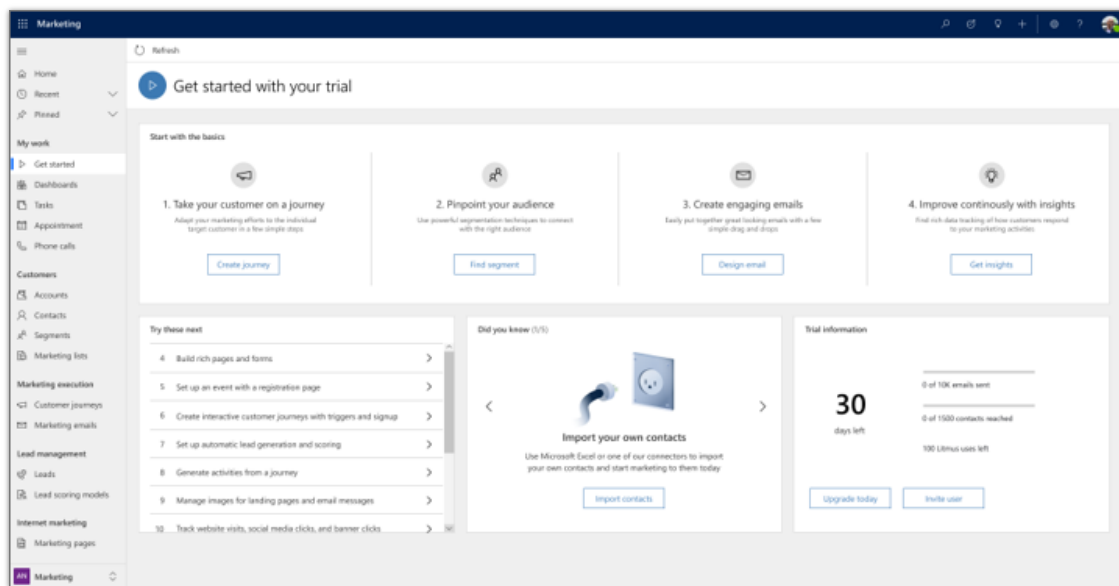 Marketing
Refresh
Home
Recent
Pinned
My work
Get started
Dashboards
Tasks
Appointment
Phone calls
Customers
Accounts
Contacts
Segments
Marketing lists
Marketing execution
Customer journeys
Marketing emails
Lead management
Leads
Lead scoring models
Internet marketing
Marketing pages
AN Marketing
Get started with your trial
Start with the basics
1. Take your customer on a journey
Adapt your marketing efforts to the individual
target customer in a few simple steps
Create journey
2. Pinpoint your audience
Use powerful segmentation techniques to connect
with the right audience
Find segment
3. Create engaging emails
Easily put together great looking emails with a few
simple drag and drops
Design email
4. Improve continously with insights
Find rich data tracking of how customers respond
to your marketing activities
Get insights
Try these next
4 Build rich pages and forms
5 Set up an event with a registration page
6 Create interactive customer journeys with triggers and signup
7 Set up automatic lead generation and scoring
8 Generate activities from a journey
9 Manage images for landing pages and email messages
10 Track website visits, social media clicks, and banner clicks
Did you know (1/5)
Import your own contacts
Use Microsoft Excel or one of our connectors to import
your own contacts and start marketing to them today
Import contacts
Trial information
30
days left
0 of 10K emails sent
0 of 1500 contacts reached
100 Litmus uses left
Upgrade today
Invite user